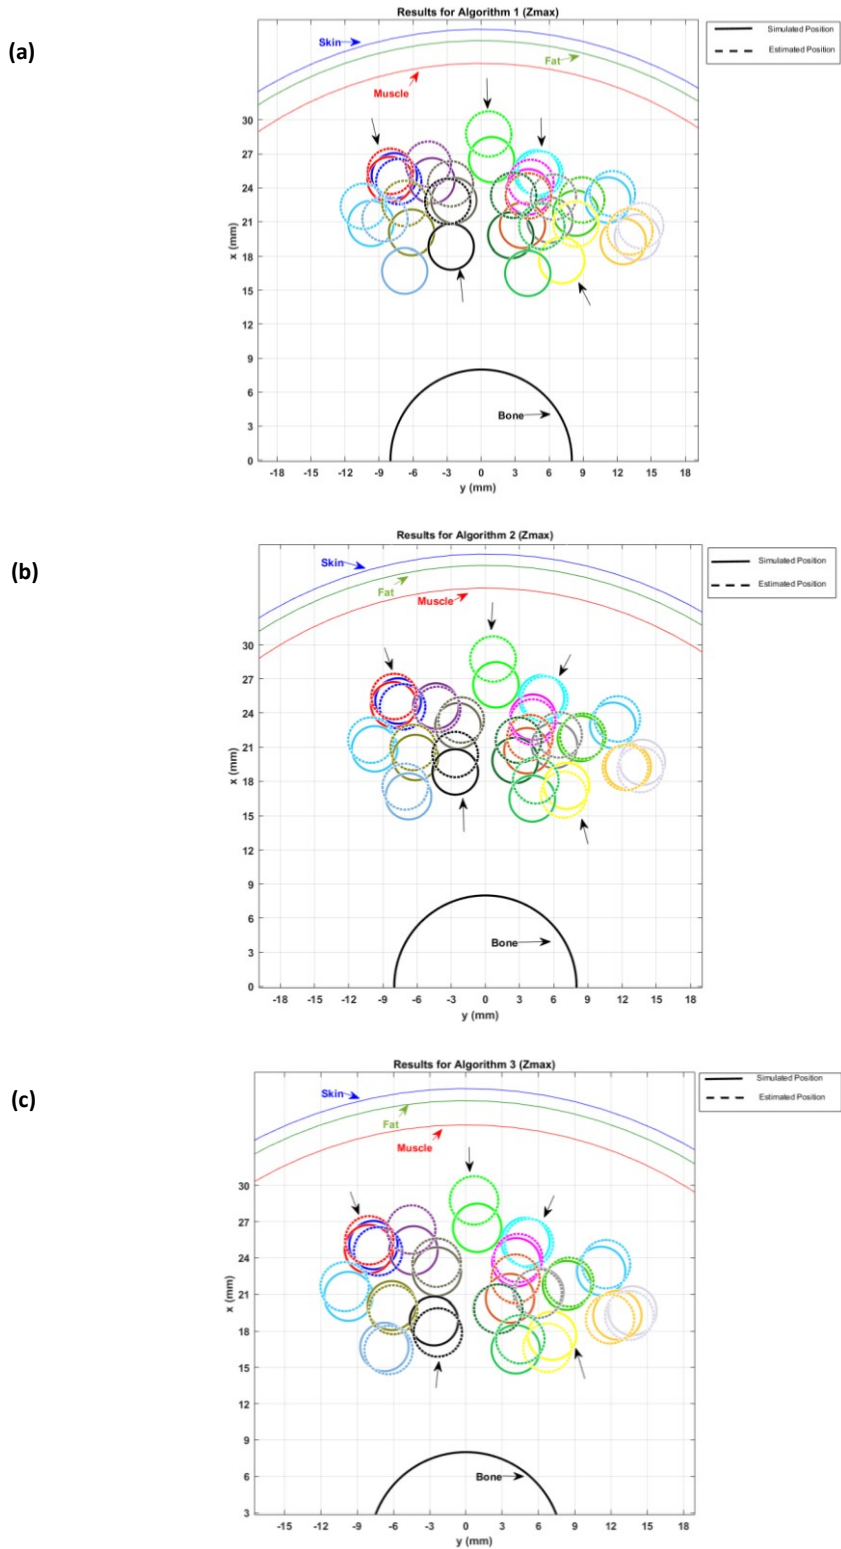 (a)
Results for Algorithm 1 (Zmax)
Simulated Position
Estimated Position
Skin
Fat
Muscle
Bone
30
27
24
21
18
15
12
9
6
3
0
x (mm)
-18 -15 -12 -9 -6 -3 0 3 6 9 12 15 18
y (mm)
(b)
Results for Algorithm 2 (Zmax)
Simulated Position
Estimated Position
Skin
Fat
Muscle
Bone
30
27
24
21
18
15
12
9
6
3
0
x (mm)
-18 -15 -12 -9 -6 -3 0 3 6 9 12 15 18
y (mm)
(c)
Results for Algorithm 3 (Zmax)
Simulated Position
Estimated Position
Skin
Fat
Muscle
Bone
30
27
24
21
18
15
12
9
6
3
x (mm)
-15 -12 -9 -6 -3 0 3 6 9 12 15 18
y (mm)